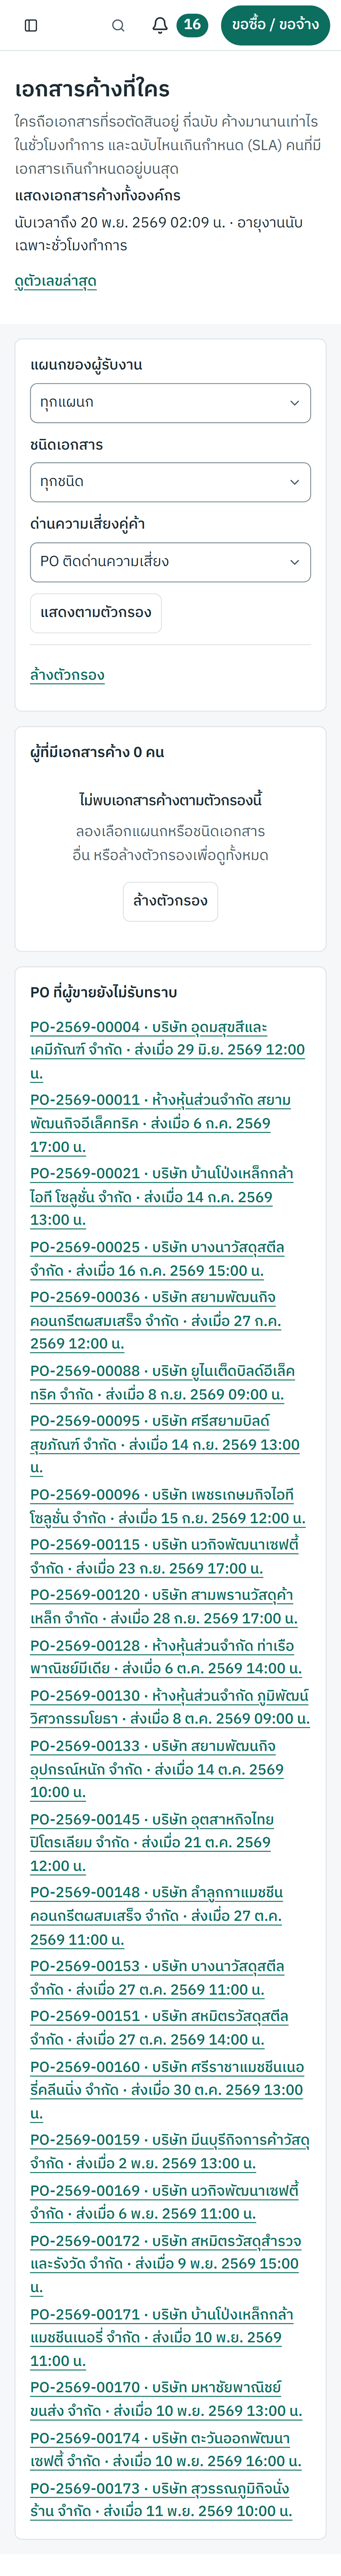 16
ขอซื้อ / ขอจ้าง
เอกสารค้างที่ใคร
ใครถือเอกสารที่รอตัดสินอยู่ กี่ฉบับ ค้างมานานเท่าไร
ในชั่วโมงทำการ และฉบับไหนเกินกำหนด (SLA) คนที่มี
เอกสารเกินกำหนดอยู่บนสุด
แสดงเอกสารค้างทั้งองค์กร
นับเวลาถึง 20 พ.ย. 2569 02:09 น. · อายุงานนับ
เฉพาะชั่วโมงทำการ
ดูตัวเลขล่าสุด
แผนกของผู้รับงาน
ทุกแผนก
ชนิดเอกสาร
ทุกชนิด
ด่านความเสี่ยงคู่ค้า
PO ติดด่านความเสี่ยง
แสดงตามตัวกรอง
ล้างตัวกรอง
ผู้ที่มีเอกสารค้าง 0 คน
ไม่พบเอกสารค้างตามตัวกรองนี้
ลองเลือกแผนกหรือชนิดเอกสาร
อื่น หรือล้างตัวกรองเพื่อดูทั้งหมด
ล้างตัวกรอง
PO ที่ผู้ขายยังไม่รับทราบ
PO-2569-00004 · บริษัท อุดมสุขสีและ
เคมีภัณฑ์ จำกัด · ส่งเมื่อ 29 มิ.ย. 2569 12:00
น.
PO-2569-00011 · ห้างหุ้นส่วนจำกัด สยาม
พัฒนกิจอีเล็คทริค · ส่งเมื่อ 6 ก.ค. 2569
17:00 น.
PO-2569-00021 · บริษัท บ้านโป่งเหล็กกล้า
ไอที โซลูชั่น จำกัด · ส่งเมื่อ 14 ก.ค. 2569
13:00 น.
PO-2569-00025 · บริษัท บางนาวัสดุสตีล
จำกัด · ส่งเมื่อ 16 ก.ค. 2569 15:00 น.
PO-2569-00036 · บริษัท สยามพัฒนกิจ
คอนกรีตผสมเสร็จ จำกัด · ส่งเมื่อ 27 ก.ค.
2569 12:00 น.
PO-2569-00088 · บริษัท ยูไนเต็ดบิลด์อีเล็ค
ทริค จำกัด · ส่งเมื่อ 8 ก.ย. 2569 09:00 น.
PO-2569-00095 · บริษัท ศรีสยามบิลด์
สุขภัณฑ์ จำกัด · ส่งเมื่อ 14 ก.ย. 2569 13:00
น.
PO-2569-00096 · บริษัท เพชรเกษมกิจไอที
โซลูชั่น จำกัด · ส่งเมื่อ 15 ก.ย. 2569 12:00 น.
PO-2569-00115 · บริษัท นวกิจพัฒนาเซฟตี้
จำกัด · ส่งเมื่อ 23 ก.ย. 2569 17:00 น.
PO-2569-00120 · บริษัท สามพรานวัสดุค้า
เหล็ก จำกัด · ส่งเมื่อ 28 ก.ย. 2569 17:00 น.
PO-2569-00128 · ห้างหุ้นส่วนจำกัด ท่าเรือ
พาณิชย์มีเดีย · ส่งเมื่อ 6 ต.ค. 2569 14:00 น.
PO-2569-00130 · ห้างหุ้นส่วนจำกัด ภูมิพัฒน์
วิศวกรรมโยธา · ส่งเมื่อ 8 ต.ค. 2569 09:00 น.
PO-2569-00133 · บริษัท สยามพัฒนกิจ
อุปกรณ์หนัก จำกัด · ส่งเมื่อ 14 ต.ค. 2569
10:00 น.
PO-2569-00145 · บริษัท อุตสาหกิจไทย
ปิโตรเลียม จำกัด · ส่งเมื่อ 21 ต.ค. 2569
12:00 น.
PO-2569-00148 · บริษัท ลำลูกกาแมชชีน
คอนกรีตผสมเสร็จ จำกัด · ส่งเมื่อ 27 ต.ค.
2569 11:00 น.
PO-2569-00153 · บริษัท บางนาวัสดุสตีล
จำกัด · ส่งเมื่อ 27 ต.ค. 2569 11:00 น.
PO-2569-00151 · บริษัท สหมิตรวัสดุสตีล
จำกัด · ส่งเมื่อ 27 ต.ค. 2569 14:00 น.
PO-2569-00160 · บริษัท ศรีราชาแมชชีนเนอ
รี่คลีนนิ่ง จำกัด · ส่งเมื่อ 30 ต.ค. 2569 13:00
น.
PO-2569-00159 · บริษัท มีนบุรีกิจการค้าวัสดุ
จำกัด · ส่งเมื่อ 2 พ.ย. 2569 13:00 น.
PO-2569-00169 · บริษัท นวกิจพัฒนาเซฟตี้
จำกัด · ส่งเมื่อ 6 พ.ย. 2569 11:00 น.
PO-2569-00172 · บริษัท สหมิตรวัสดุสำรวจ
และรังวัด จำกัด · ส่งเมื่อ 9 พ.ย. 2569 15:00
น.
PO-2569-00171 · บริษัท บ้านโป่งเหล็กกล้า
แมชชีนเนอรี่ จำกัด · ส่งเมื่อ 10 พ.ย. 2569
11:00 น.
PO-2569-00170 · บริษัท มหาชัยพาณิชย์
ขนส่ง จำกัด · ส่งเมื่อ 10 พ.ย. 2569 13:00 น.
PO-2569-00174 · บริษัท ตะวันออกพัฒนา
เซฟตี้ จำกัด · ส่งเมื่อ 10 พ.ย. 2569 16:00 น.
PO-2569-00173 · บริษัท สุวรรณภูมิกิจนั่ง
ร้าน จำกัด · ส่งเมื่อ 11 พ.ย. 2569 10:00 น.